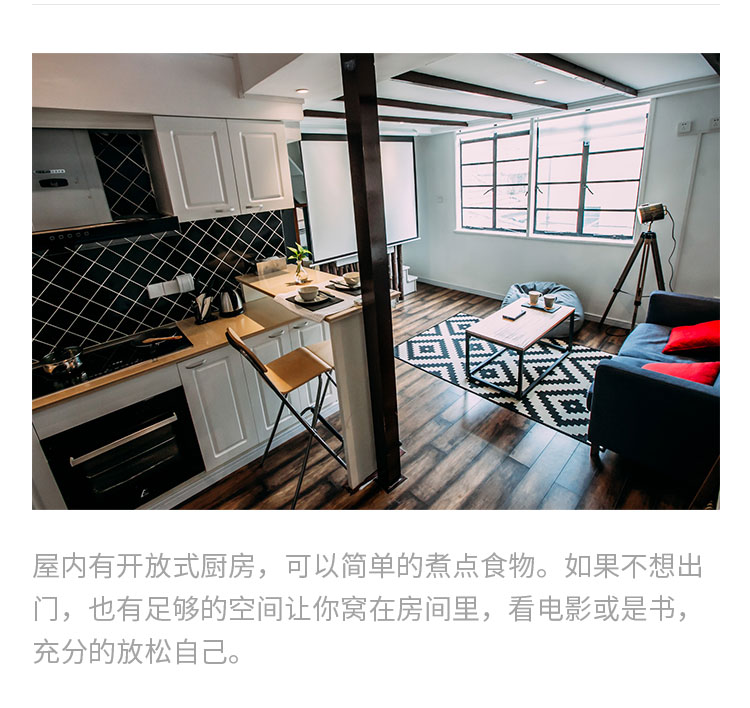 屋内有开放式厨房，可以简单的煮点食物。如果不想出
门，也有足够的空间让你窝在房间里，看电影或是书，
充分的放松自己。